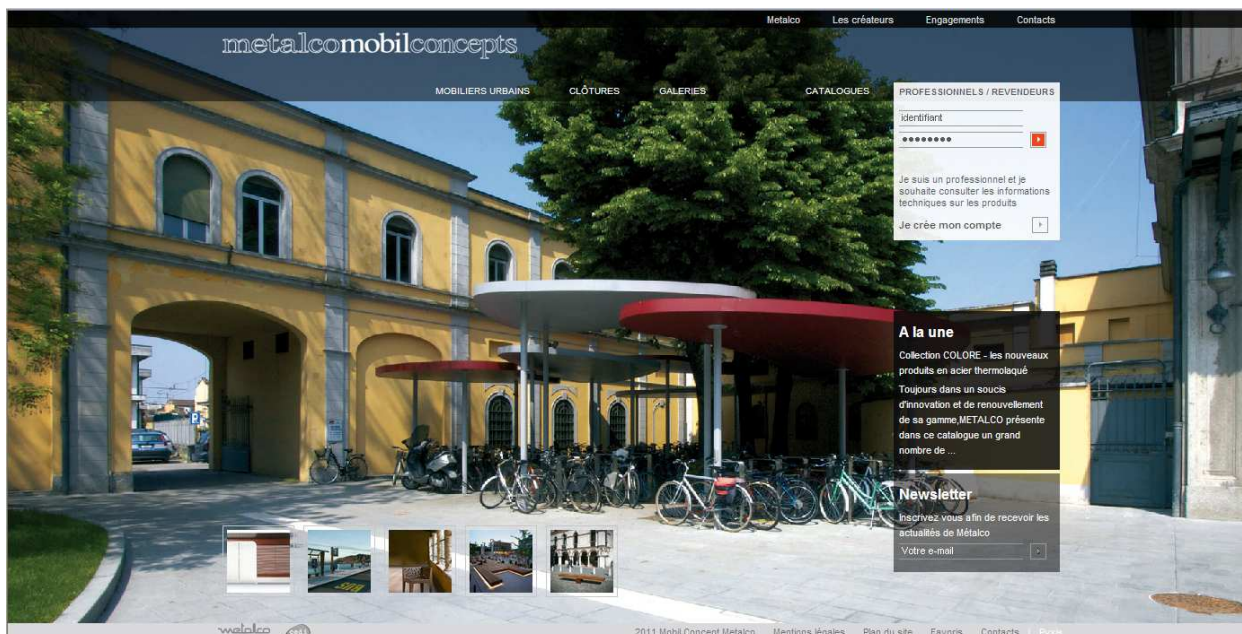 Metalco Les créateurs Engagements Contacts
metalcomobilconcepts
MOBILIERS URBAINS CLÔTURES GALERIES CATALOGUES
PROFESSIONNELS / REVENDEURS
identifiant
••••••••
Je suis un professionnel et je
souhaite consulter les informations
techniques sur les produits
Je crèe mon compte
A la une
Collection COLORE - les nouveaux
produits en acier thermolaqué
Toujours dans un soucis
d'innovation et de renouvellement
de sa gamme,METALCO présente
dans ce catalogue un grand
nombre de ...
Newsletter
Inscrivez vous afin de recevoir les
actualités de Métalco
Votre e-mail
metalco
2011 Mobil Concept Metalco Mentions légales Plan du site Favoris Contacts